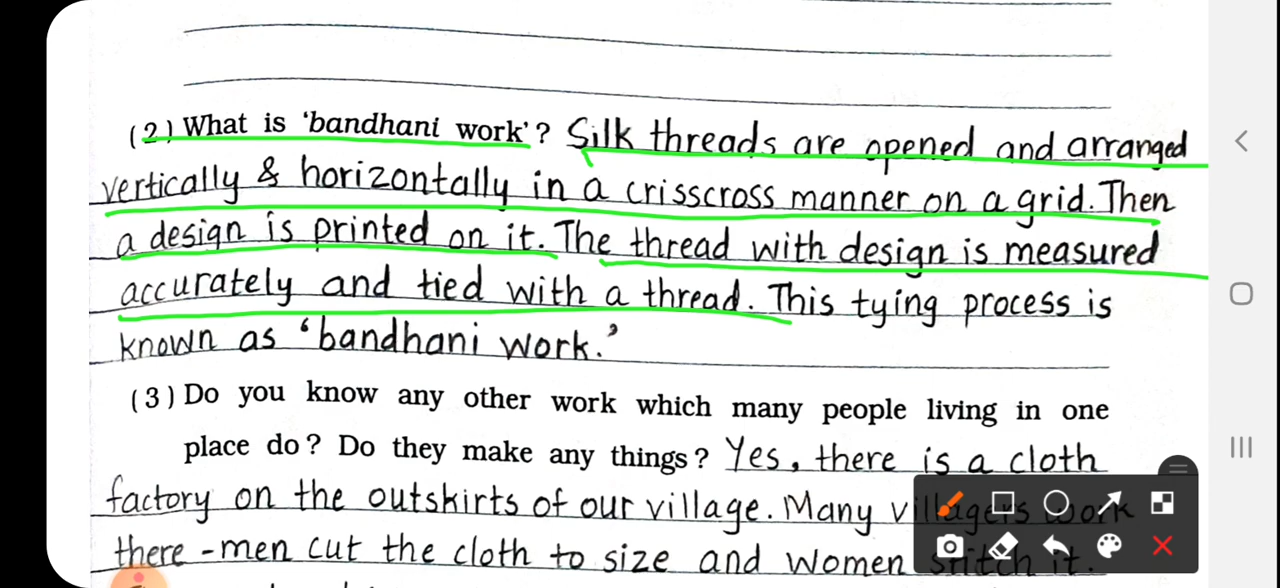 (2) What is 'bandhani work'? Silk threads are opened and arranged
vertically & horizontally in a crisscross manner on a grid. Then
a design is printed on it. The thread with design is measured
accurately and tied with a thread. This tying process is
known as 'bandhani work.'
(3) Do you know any other work which many people living in one
place do? Do they make any things? Yes, there is a cloth
factory on the outskirts of our village. Many villagers work
there - men cut the cloth to size and women stitch it.